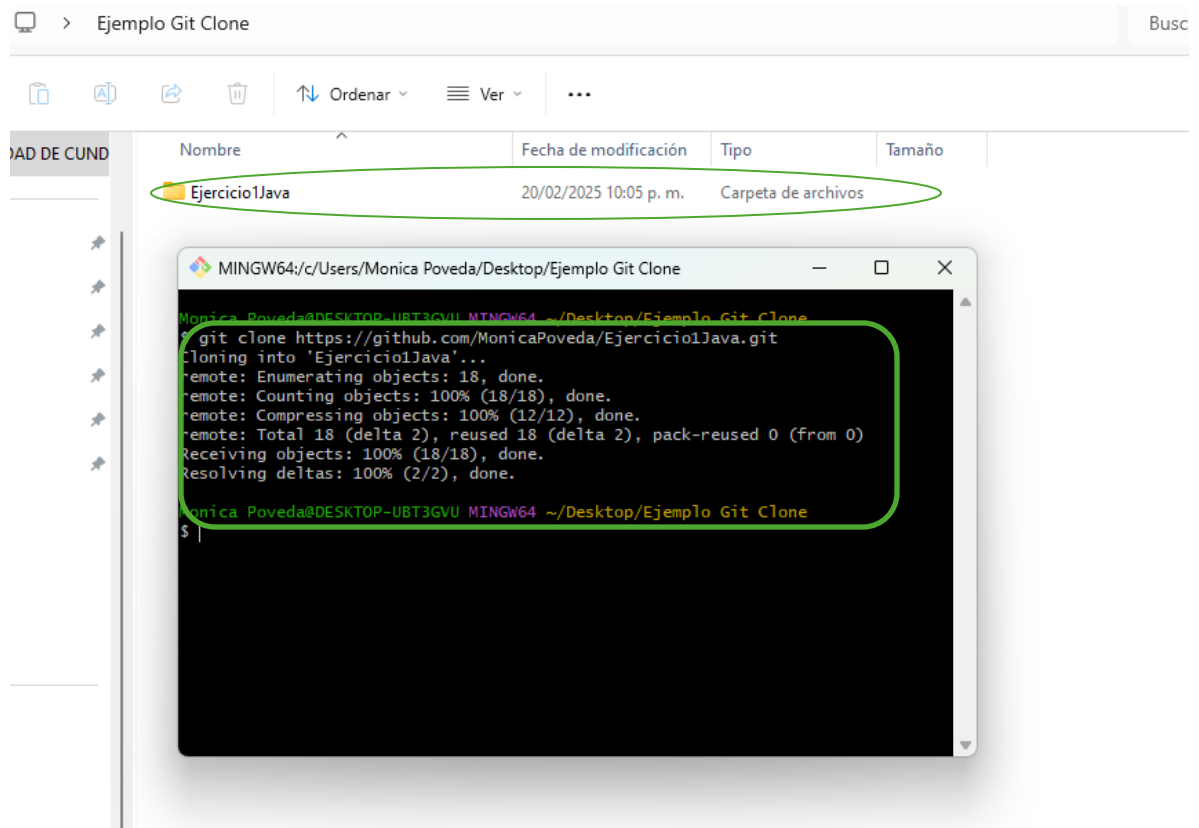 Ejemplo Git Clone
Busc
Ordenar
Ver
DAD DE CUND
Nombre
Fecha de modificación
Tipo
Tamaño
Ejercicio1Java
20/02/2025 10:05 p. m.
Carpeta de archivos
MINGW64:/c/Users/Monica Poveda/Desktop/Ejemplo Git Clone
Monica Poveda@DESKTOP-UBT3GVU MINGW64 ~/Desktop/Ejemplo Git Clone
$ git clone https://github.com/MonicaPoveda/Ejercicio1Java.git
Cloning into 'Ejercicio1Java'...
remote: Enumerating objects: 18, done.
remote: Counting objects: 100% (18/18), done.
remote: Compressing objects: 100% (12/12), done.
remote: Total 18 (delta 2), reused 18 (delta 2), pack-reused 0 (from 0)
Receiving objects: 100% (18/18), done.
Resolving deltas: 100% (2/2), done.
Monica Poveda@DESKTOP-UBT3GVU MINGW64 ~/Desktop/Ejemplo Git Clone
$